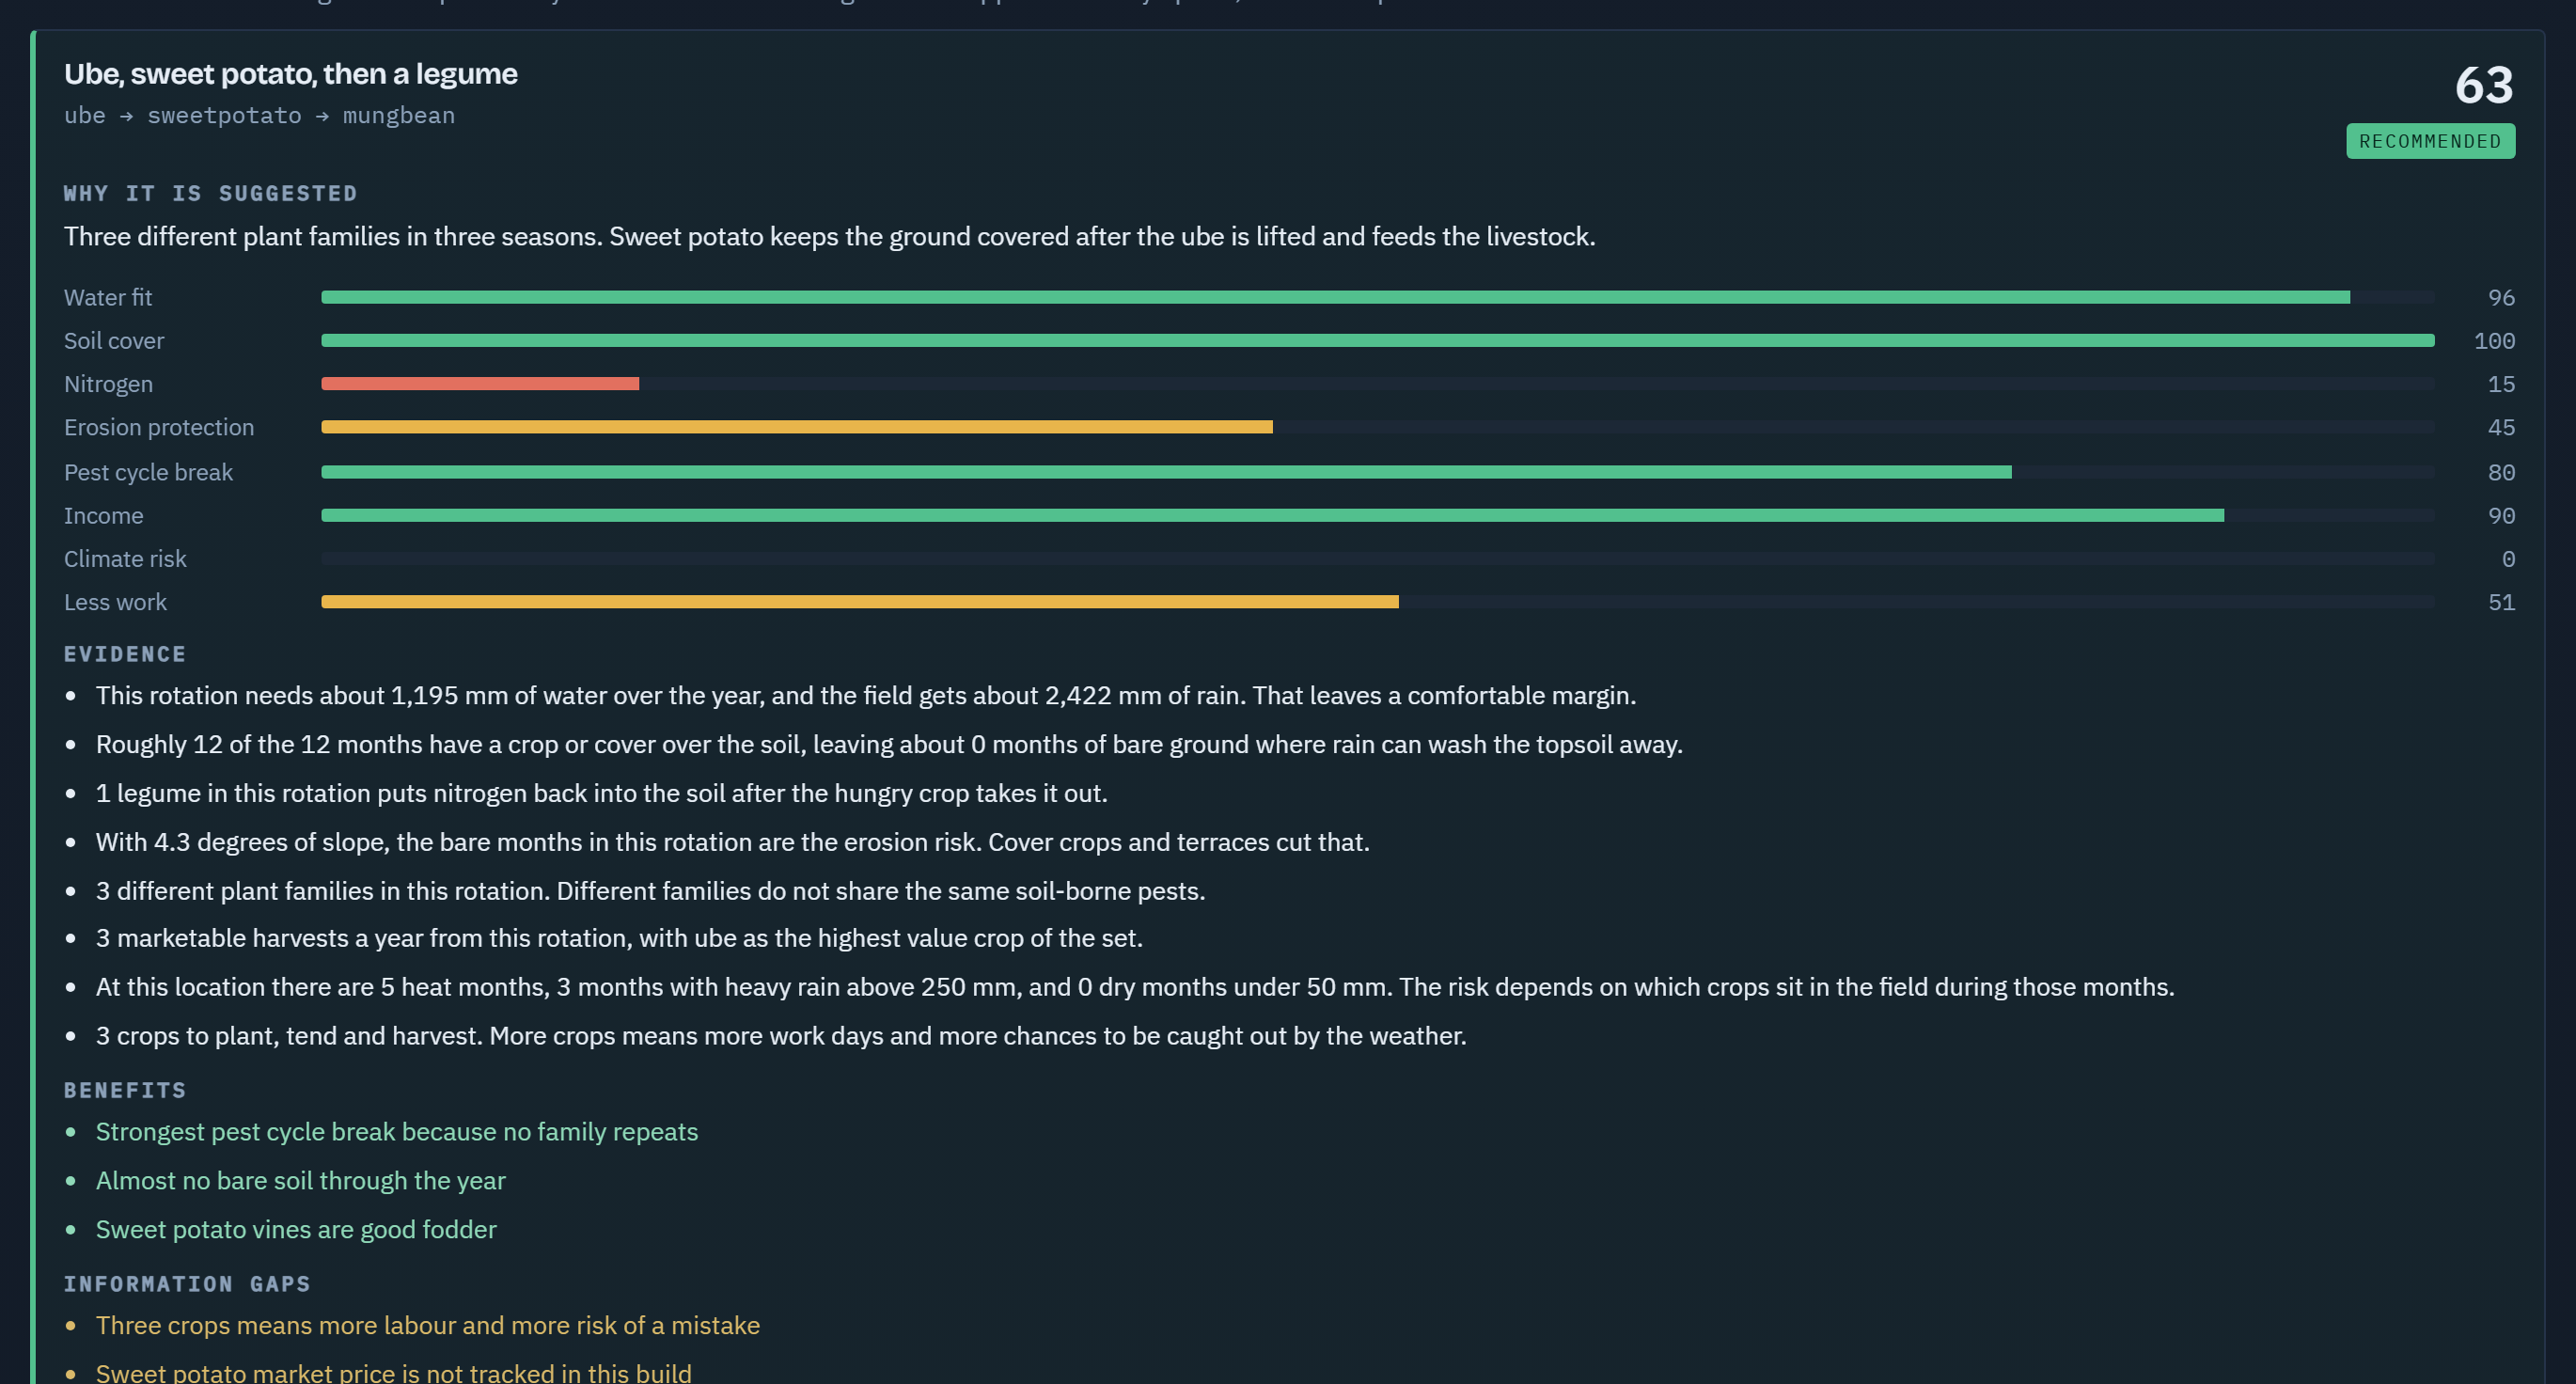 Ube, sweet potato, then a legume
63
ube → sweetpotato → mungbean
RECOMMENDED
WHY IT IS SUGGESTED
Three different plant families in three seasons. Sweet potato keeps the ground covered after the ube is lifted and feeds the livestock.
Water fit 96
Soil cover 100
Nitrogen 15
Erosion protection 45
Pest cycle break 80
Income 90
Climate risk 0
Less work 51
EVIDENCE
• This rotation needs about 1,195 mm of water over the year, and the field gets about 2,422 mm of rain. That leaves a comfortable margin.
• Roughly 12 of the 12 months have a crop or cover over the soil, leaving about 0 months of bare ground where rain can wash the topsoil away.
• 1 legume in this rotation puts nitrogen back into the soil after the hungry crop takes it out.
• With 4.3 degrees of slope, the bare months in this rotation are the erosion risk. Cover crops and terraces cut that.
• 3 different plant families in this rotation. Different families do not share the same soil-borne pests.
• 3 marketable harvests a year from this rotation, with ube as the highest value crop of the set.
• At this location there are 5 heat months, 3 months with heavy rain above 250 mm, and 0 dry months under 50 mm. The risk depends on which crops sit in the field during those months.
• 3 crops to plant, tend and harvest. More crops means more work days and more chances to be caught out by the weather.
BENEFITS
• Strongest pest cycle break because no family repeats
• Almost no bare soil through the year
• Sweet potato vines are good fodder
INFORMATION GAPS
• Three crops means more labour and more risk of a mistake
• Sweet potato market price is not tracked in this build